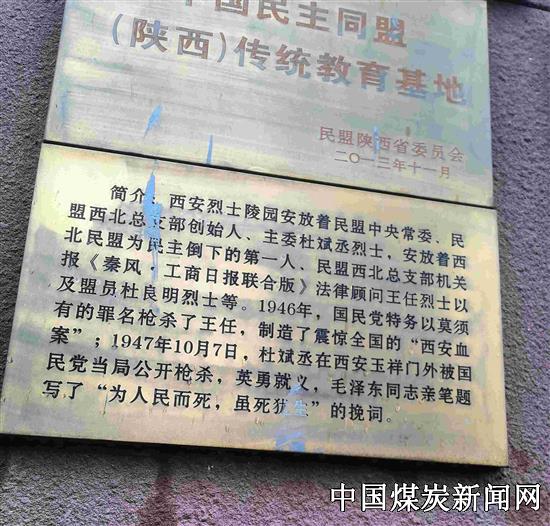 中国民主同盟
（陕西）传统教育基地
民盟陕西省委员会
二〇一三年十一月
简介：西安烈士陵园安放着民盟中央常委、民
盟西北总支部创始人、主委杜斌丞烈士，安放着西
北民盟为民主倒下的第一人、民盟西北总支部机关
报《秦风·工商日报联合版》法律顾问王任烈士以
及盟员杜良明烈士等。1946年，国民党特务以莫须
有的罪名枪杀了王任，制造了震惊全国的“西安血
案”；1947年10月7日，杜斌丞在西安玉祥门外被国
民党当局公开枪杀，英勇就义，毛泽东同志亲笔题
写了“为人民而死，虽死犹生”的挽词。
中国煤炭新闻网